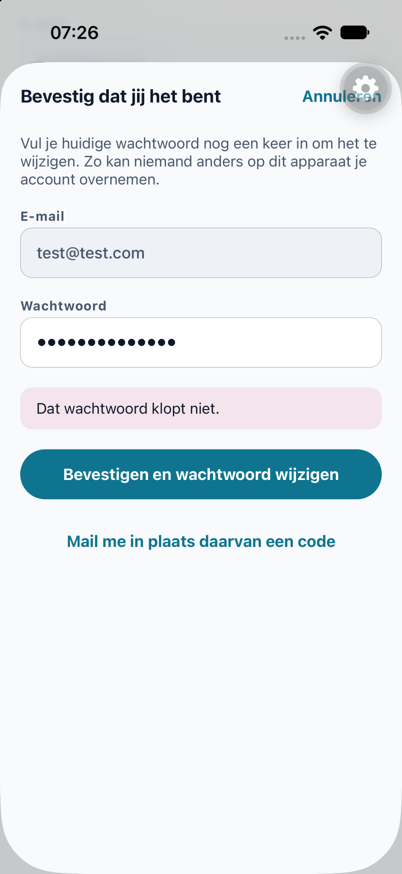 07:26
Bevestig dat jij het bent
Annuleren
Vul je huidige wachtwoord nog een keer in om het te
wijzigen. Zo kan niemand anders op dit apparaat je
account overnemen.
E-mail
test@test.com
Wachtwoord
••••••••••••••
Dat wachtwoord klopt niet.
Bevestigen en wachtwoord wijzigen
Mail me in plaats daarvan een code